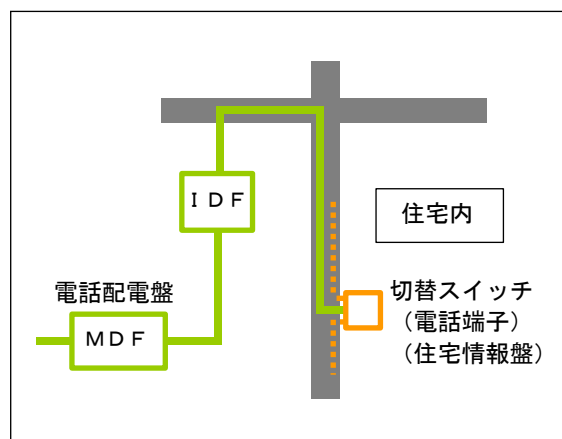 ＩＤＦ
住宅内
電話配電盤
ＭＤＦ
切替スイッチ
（電話端子）
（住宅情報盤）